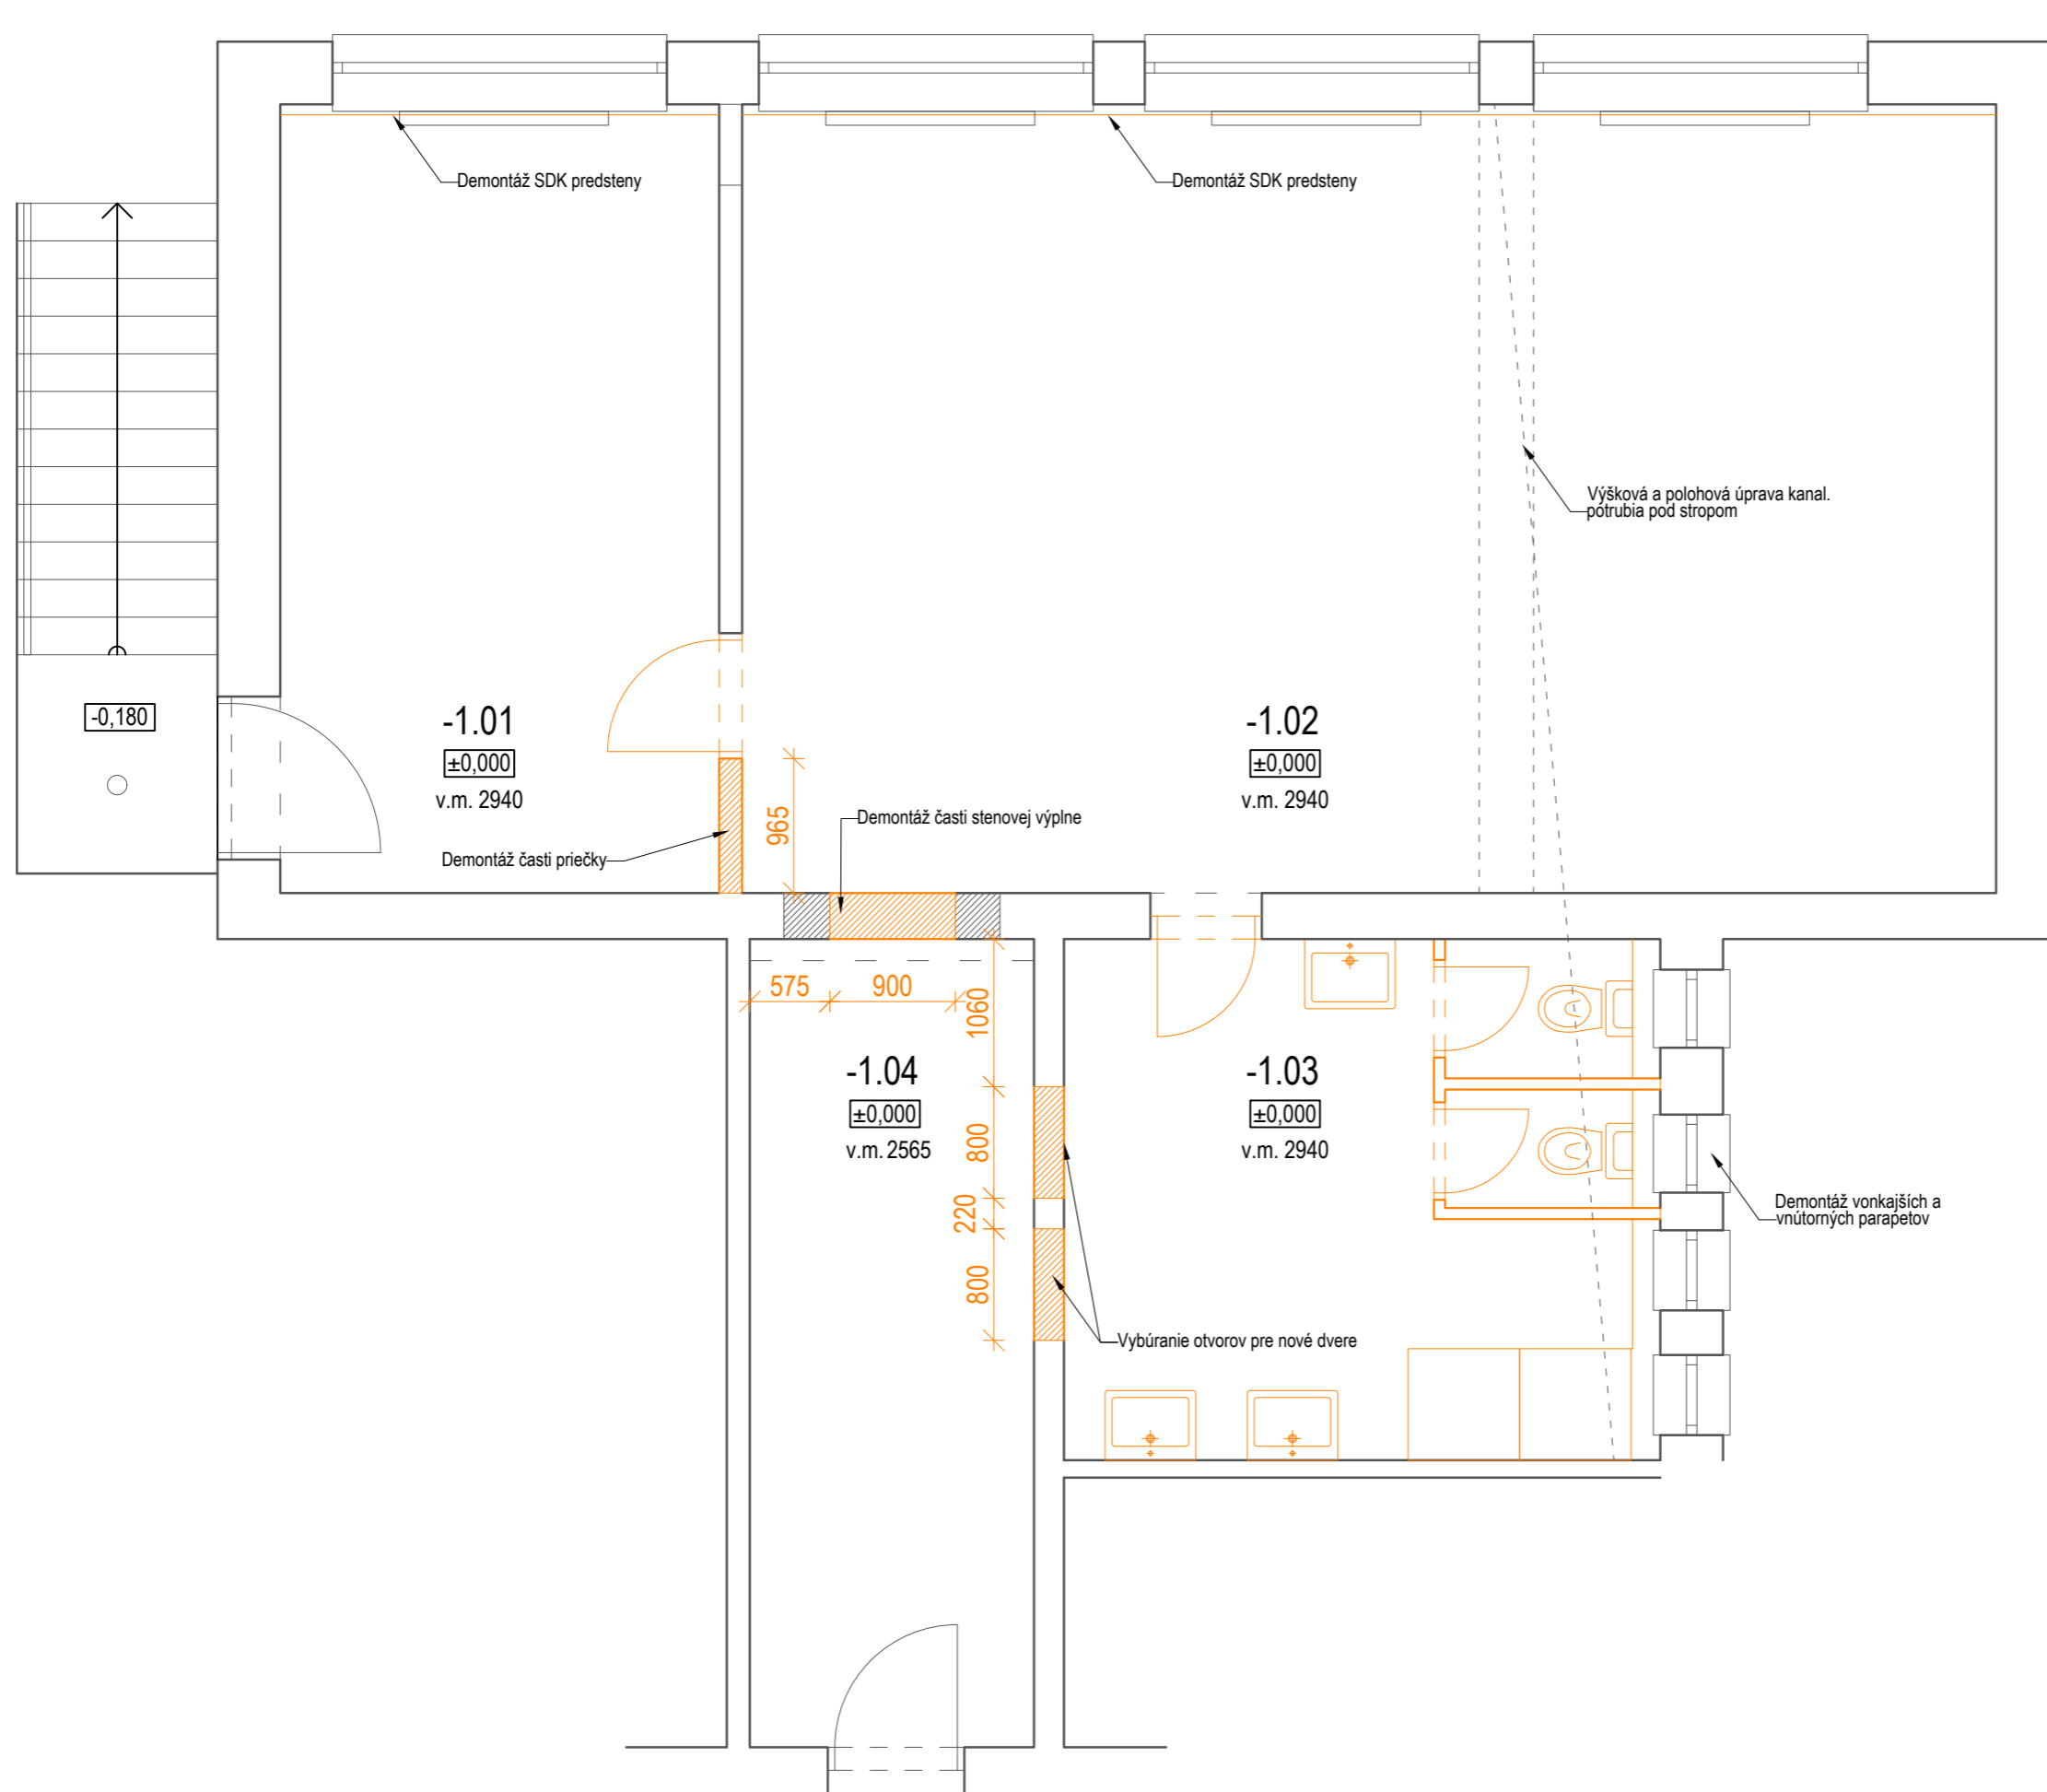 Demontáž SDK predsteny
Demontáž SDK predsteny
Výšková a polohová úprava kanal.
potrubia pod stropom
-0,180
-1.01
±0,000
v.m. 2940
-1.02
±0,000
v.m. 2940
965
Demontáž časti stenovej výplne
Demontáž časti priečky
575
900
1060
-1.04
±0,000
v.m. 2565
-1.03
±0,000
v.m. 2940
800
220
800
Demontáž vonkajších a
vnútorných parapetov
Vybúranie otvorov pre nové dvere